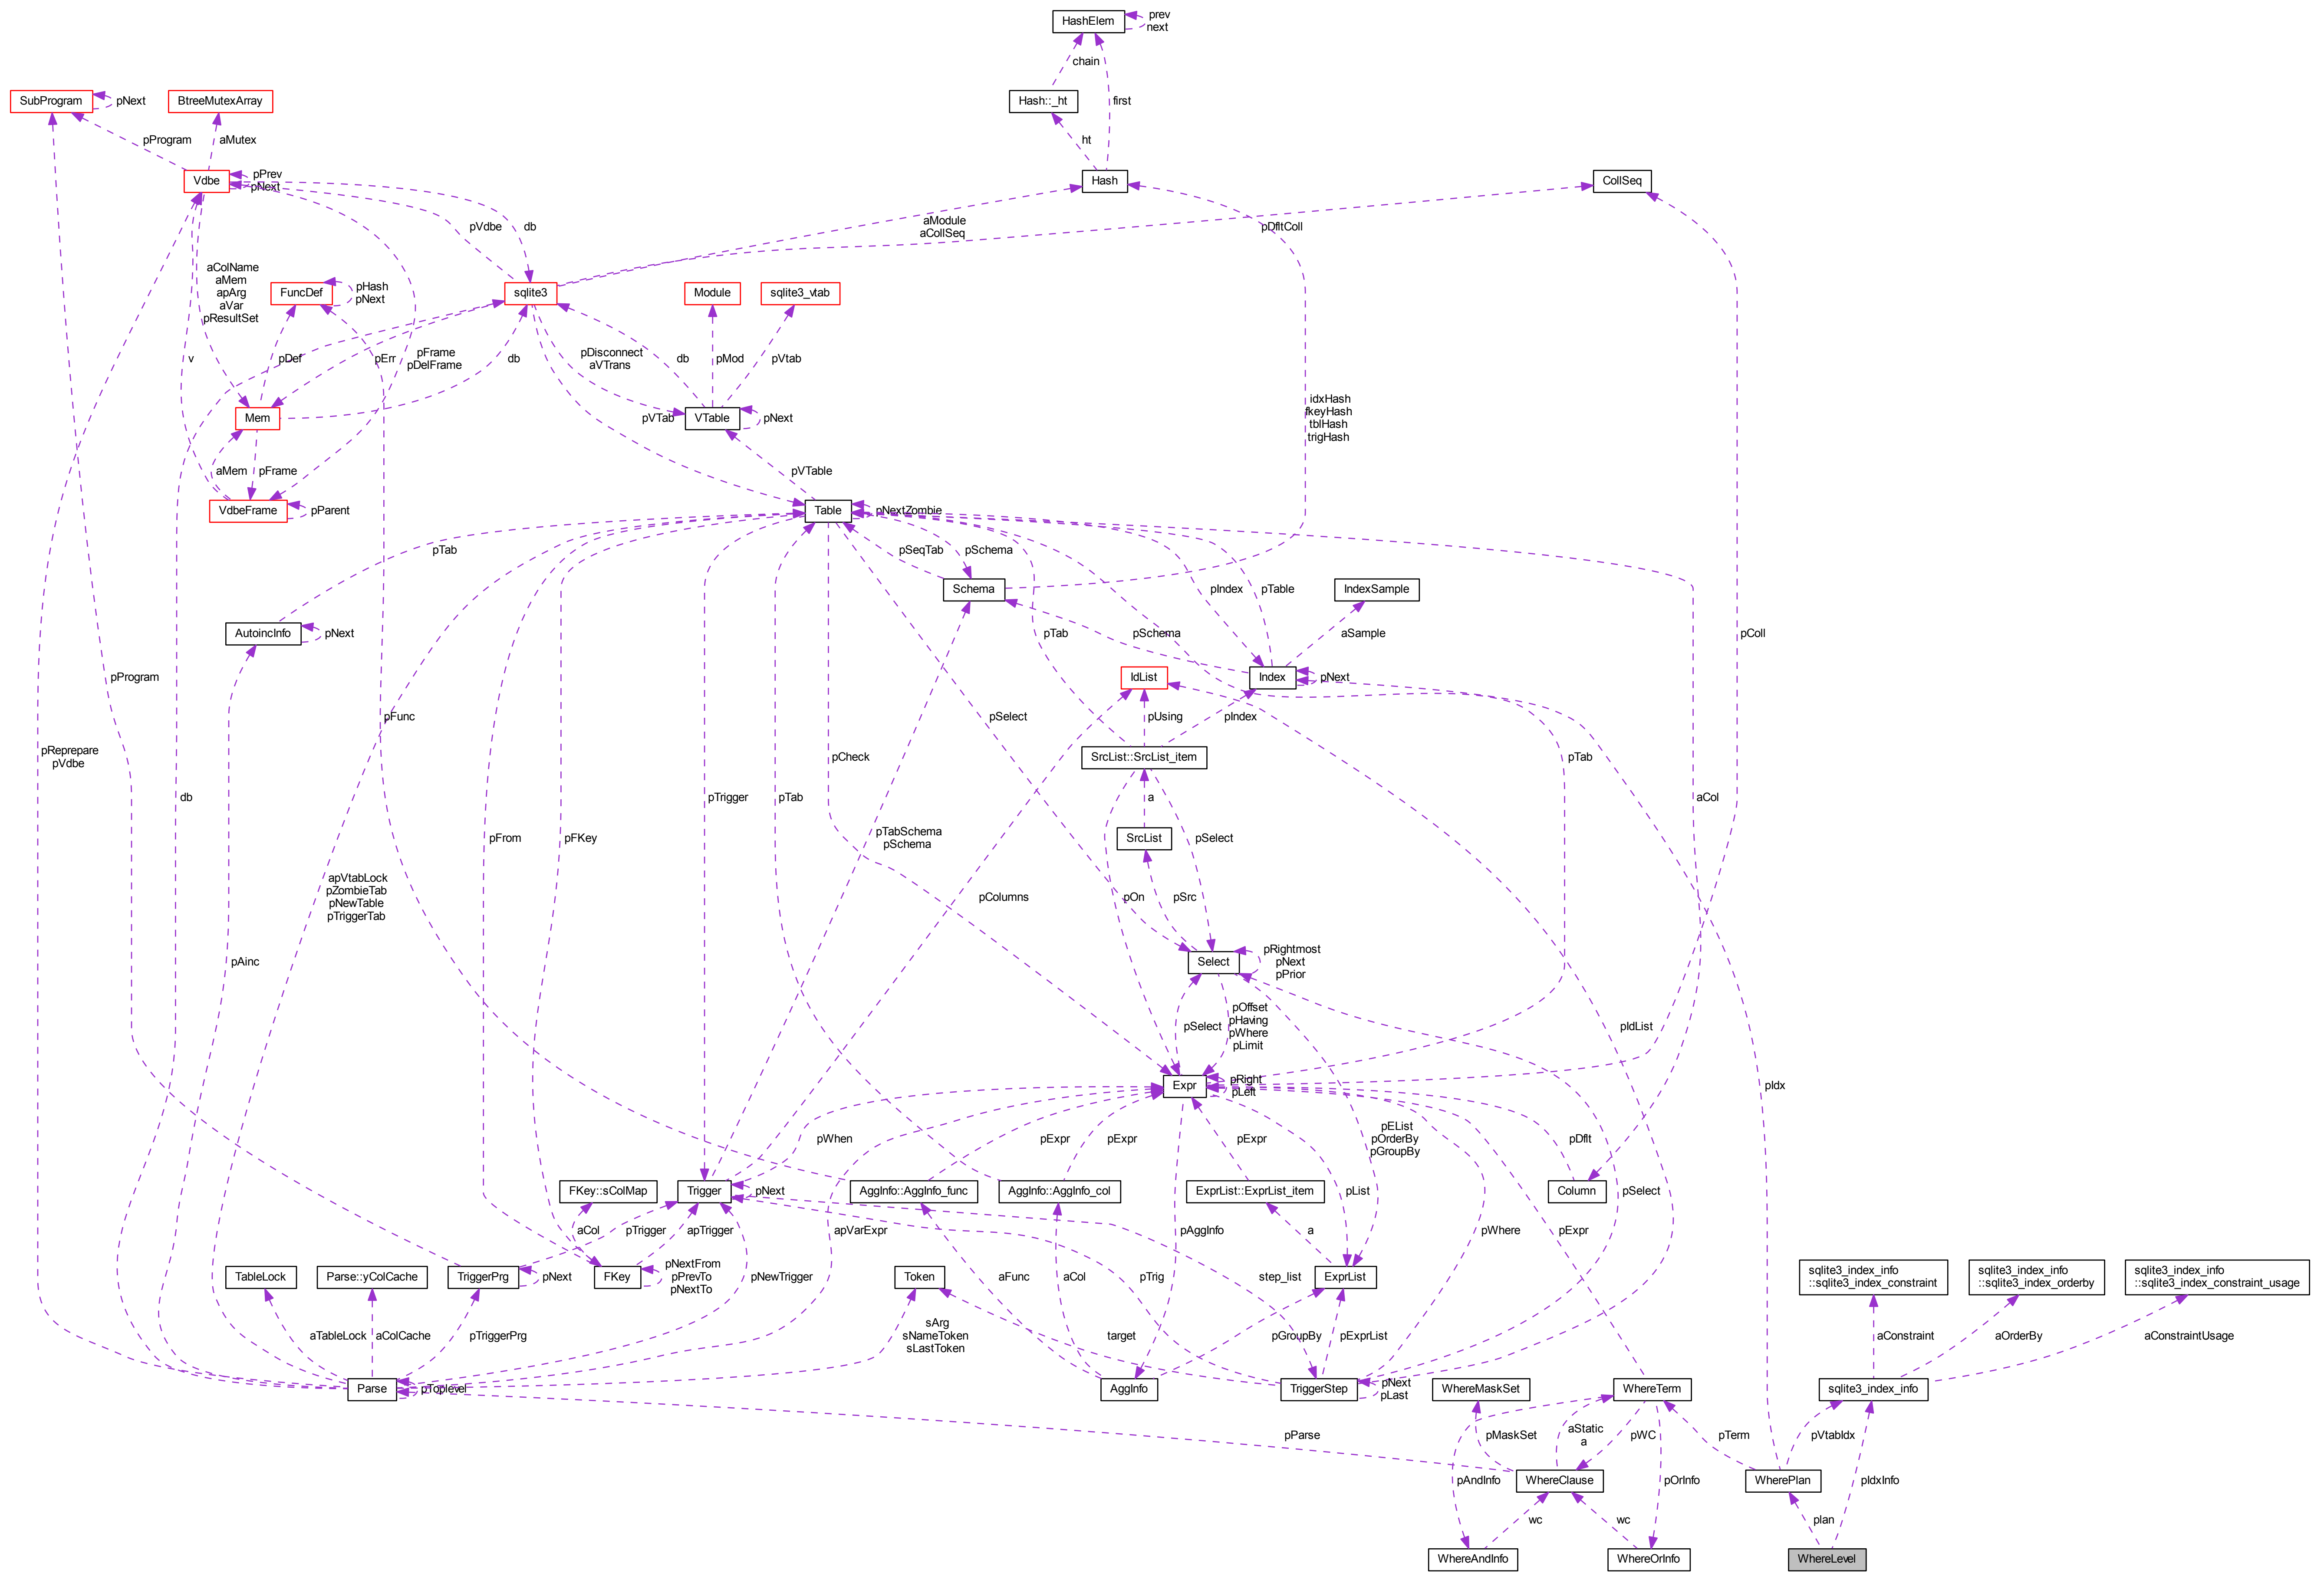 HashElem
prev
next
chain
first
SubProgram
pNext
BtreeMutexArray
Hash::_ht
pProgram
aMutex
ht
Vdbe
pPrev
pNext
Hash
CollSeq
pVdbe
db
aModule
aCollSeq
pDfltColl
aColName
aMem
apArg
aVar
pResultSet
FuncDef
pHash
pNext
sqlite3
Module
sqlite3_vtab
v
pDef
pErr
pFrame
pDelFrame
db
pDisconnect
aVTrans
db
pMod
pVtab
idxHash
fkeyHash
tblHash
trigHash
Mem
pVTab
VTable
pNext
aMem
pFrame
pVTable
VdbeFrame
pParent
Table
pNextZombie
pTab
pSeqTab
pSchema
pIndex
pTable
Schema
IndexSample
AutoincInfo
pNext
pTab
pSchema
aSample
pColl
pProgram
IdList
Index
pNext
pFunc
pSelect
pUsing
pIndex
pReprepare
pVdbe
pCheck
SrcList::SrcList_item
pTab
db
pTrigger
pTab
a
aCol
pFrom
pFKey
pTabSchema
pSchema
SrcList
pSelect
apVtabLock
pZombieTab
pNewTable
pTriggerTab
pColumns
pOn
pSrc
pAinc
Select
pRightmost
pNext
pPrior
pSelect
pOffset
pHaving
pWhere
pLimit
pIdList
Expr
pRight
pLeft
pIdx
pWhen
pExpr
pExpr
pExpr
pEList
pOrderBy
pGroupBy
pDflt
FKey::sColMap
Trigger
pNext
AggInfo::AggInfo_func
AggInfo::AggInfo_col
ExprList::ExprList_item
pList
Column
pSelect
aCol
pTrigger
apTrigger
apVarExpr
pAggInfo
a
pWhere
pExpr
TableLock
Parse::yColCache
TriggerPrg
pNext
FKey
pNextFrom
pPrevTo
pNextTo
pNewTrigger
Token
aFunc
aCol
pTrig
step_list
ExprList
sqlite3_index_info
::sqlite3_index_constraint
sqlite3_index_info
::sqlite3_index_orderby
sqlite3_index_info
::sqlite3_index_constraint_usage
aTableLock
aColCache
pTriggerPrg
sArg
sNameToken
sLastToken
target
pGroupBy
pExprList
aConstraint
aOrderBy
aConstraintUsage
Parse
pToplevel
AggInfo
TriggerStep
pNext
pLast
WhereMaskSet
WhereTerm
sqlite3_index_info
pParse
pMaskSet
aStatic
a
pWC
pTerm
pVtabIdx
pAndInfo
WhereClause
pOrInfo
WherePlan
pIdxInfo
wc
wc
plan
WhereAndInfo
WhereOrInfo
WhereLevel